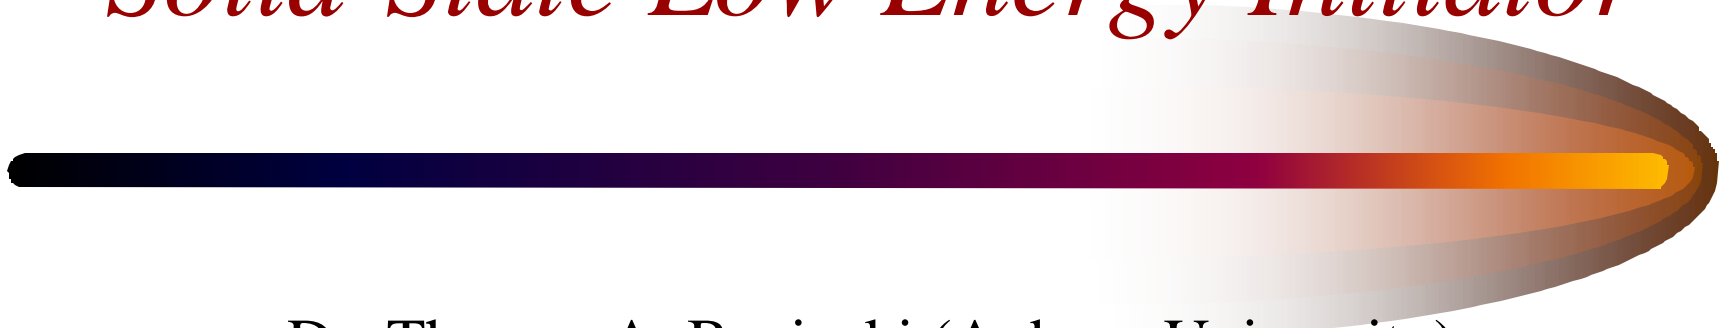 Solid State Low Energy Initiator
Dr. Thomas A. Baginski (Auburn University)